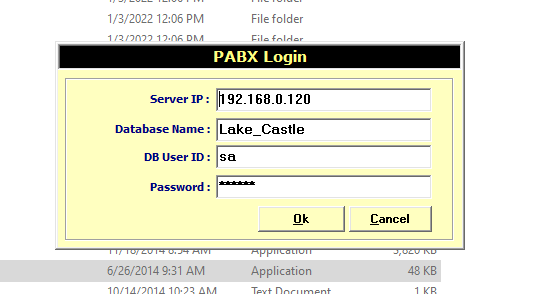 1/3/2022 12:06 PM File folder
1/3/2022 12:06 PM File folder
1/3/2022 12:06 PM File folder
PABX Login
Server IP : 192.168.0.120
Database Name : Lake_Castle
DB User ID : sa
Password : ******
Ok Cancel
11/16/2014 8:54 AM Application 5,820 KB
6/26/2014 9:31 AM Application 48 KB
10/14/2014 10:23 AM Text Document 1 KB